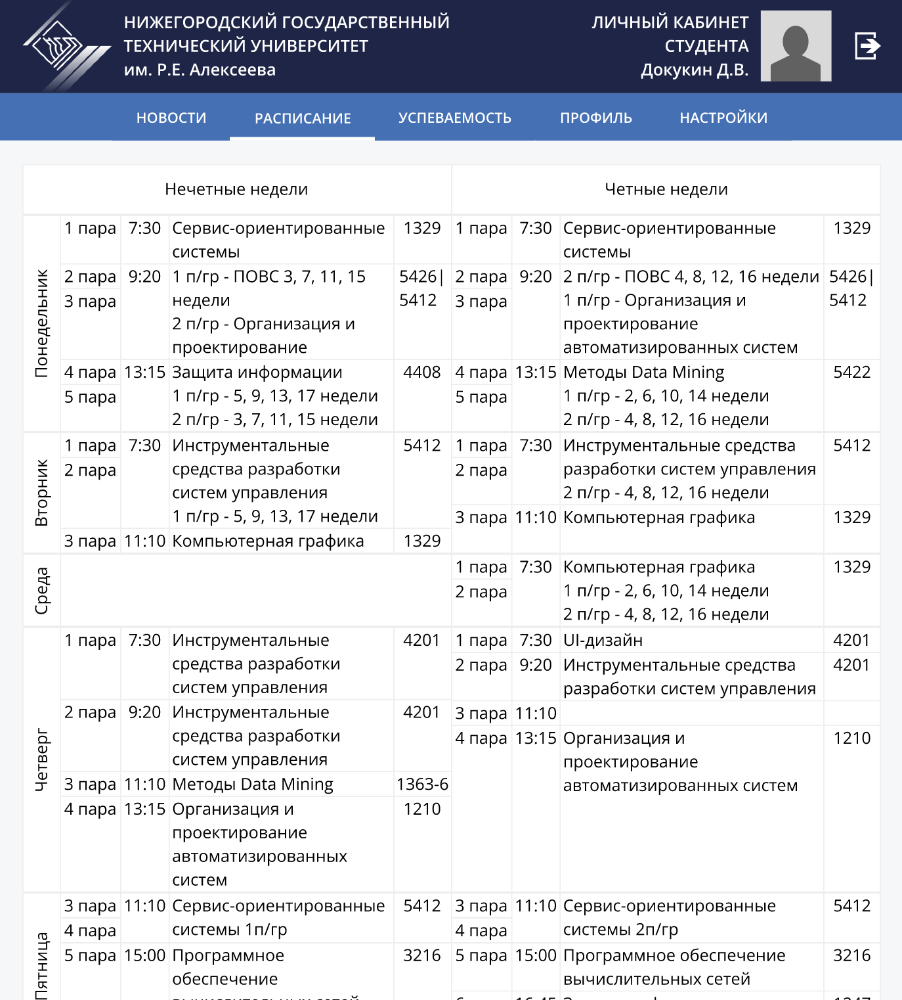 НИЖЕГОРОДСКИЙ ГОСУДАРСТВЕННЫЙ
ТЕХНИЧЕСКИЙ УНИВЕРСИТЕТ
им. Р.Е. Алексеева
ЛИЧНЫЙ КАБИНЕТ
СТУДЕНТА
Докукин Д.В.
НОВОСТИ РАСПИСАНИЕ УСПЕВАЕМОСТЬ ПРОФИЛЬ НАСТРОЙКИ
Нечетные недели Четные недели
Понедельник
1 пара 7:30 Сервис-ориентированные 1329
системы
2 пара 9:20 1 п/гр - ПОВС 3, 7, 11, 15 5426|
3 пара недели 5412
2 п/гр - Организация и
проектирование
4 пара 13:15 Защита информации 4408
5 пара 1 п/гр - 5, 9, 13, 17 недели
2 п/гр - 3, 7, 11, 15 недели
1 пара 7:30 Сервис-ориентированные 1329
системы
2 пара 9:20 2 п/гр - ПОВС 4, 8, 12, 16 недели 5426|
3 пара 1 п/гр - Организация и 5412
проектирование
автоматизированных систем
4 пара 13:15 Методы Data Mining 5422
5 пара 1 п/гр - 2, 6, 10, 14 недели
2 п/гр - 4, 8, 12, 16 недели
Вторник
1 пара 7:30 Инструментальные 5412
2 пара средства разработки
систем управления
1 п/гр - 5, 9, 13, 17 недели
3 пара 11:10 Компьютерная графика 1329
1 пара 7:30 Инструментальные средства 5412
2 пара разработки систем управления
2 п/гр - 4, 8, 12, 16 недели
3 пара 11:10 Компьютерная графика 1329
Среда
1 пара 7:30 Компьютерная графика 1329
2 пара 1 п/гр - 2, 6, 10, 14 недели
2 п/гр - 4, 8, 12, 16 недели
Четверг
1 пара 7:30 Инструментальные 4201
средства разработки
систем управления
2 пара 9:20 Инструментальные 4201
средства разработки
систем управления
3 пара 11:10 Методы Data Mining 1363-6
4 пара 13:15 Организация и 1210
проектирование
автоматизированных
систем
1 пара 7:30 UI-дизайн 4201
2 пара 9:20 Инструментальные средства 4201
разработки систем управления
3 пара 11:10
4 пара 13:15 Организация и 1210
проектирование
автоматизированных систем
Пятница
3 пара 11:10 Сервис-ориентированные 5412
4 пара системы 1п/гр
5 пара 15:00 Программное 3216
обеспечение
3 пара 11:10 Сервис-ориентированные 5412
4 пара системы 2п/гр
5 пара 15:00 Программное обеспечение 3216
вычислительных сетей